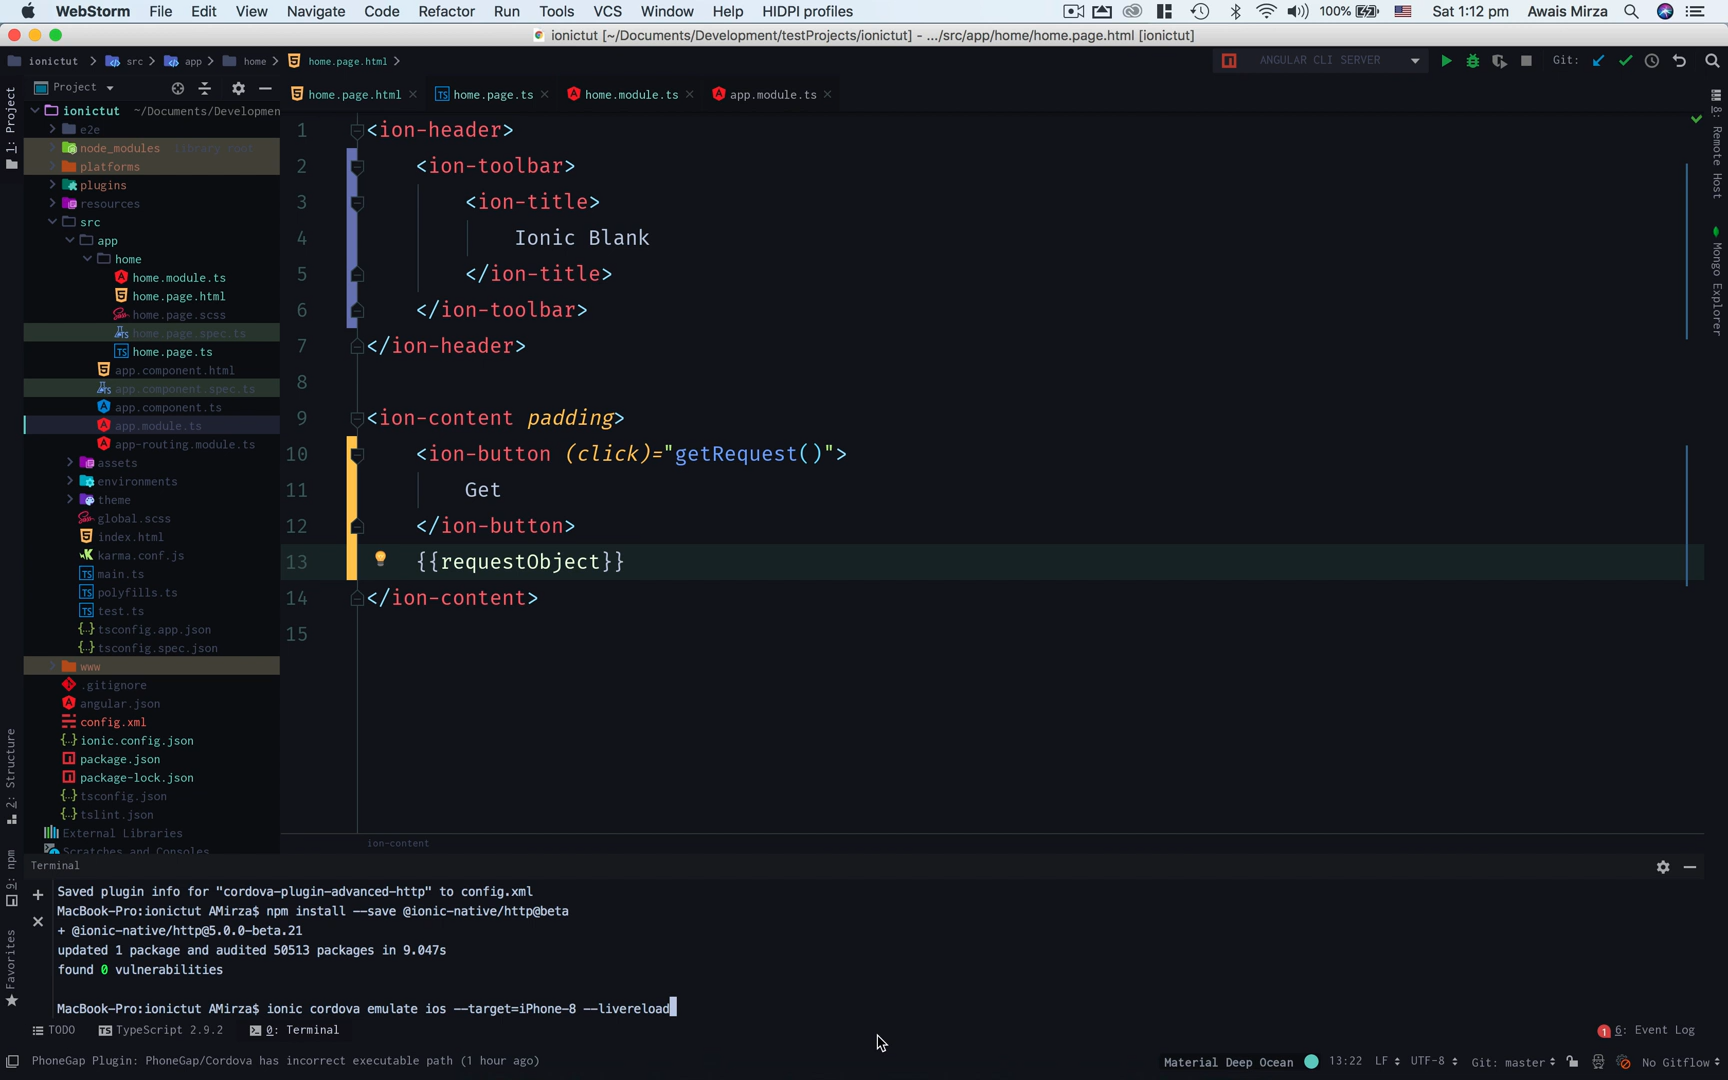 WebStorm File Edit View Navigate Code Refactor Run Tools VCS Window Help HIDPI profiles 100% Sat 1:12 pm Awais Mirza
ionictut [~/Documents/Development/testProjects/ionictut] - .../src/app/home/home.page.html [ionictut]
ionictut src app home home.page.html ANGULAR CLI SERVER Git:
Project
home.page.html home.page.ts home.module.ts app.module.ts
1: Project
ionictut ~/Documents/Developmen
e2e
node_modules library root
platforms
plugins
resources
src
app
home
home.module.ts
home.page.html
home.page.scss
home.page.spec.ts
home.page.ts
app.component.html
app.component.spec.ts
app.component.ts
app.module.ts
app-routing.module.ts
assets
environments
theme
global.scss
index.html
karma.conf.js
main.ts
polyfills.ts
test.ts
tsconfig.app.json
tsconfig.spec.json
www
.gitignore
angular.json
config.xml
ionic.config.json
package.json
package-lock.json
tsconfig.json
tslint.json
External Libraries
Scratches and Consoles
1 <ion-header>
2 <ion-toolbar>
3 <ion-title>
4 Ionic Blank
5 </ion-title>
6 </ion-toolbar>
7 </ion-header>
8
9 <ion-content padding>
10 <ion-button (click)="getRequest()">
11 Get
12 </ion-button>
13 {{requestObject}}
14 </ion-content>
15
ion-content
8: Remote Host
Mongo Explorer
2: Structure
9: npm
Favorites
Terminal
Saved plugin info for "cordova-plugin-advanced-http" to config.xml
MacBook-Pro:ionictut AMirza$ npm install --save @ionic-native/http@beta
+ @ionic-native/http@5.0.0-beta.21
updated 1 package and audited 50513 packages in 9.047s
found 0 vulnerabilities
MacBook-Pro:ionictut AMirza$ ionic cordova emulate ios --target=iPhone-8 --livereload
TODO TypeScript 2.9.2 0: Terminal 1 6: Event Log
PhoneGap Plugin: PhoneGap/Cordova has incorrect executable path (1 hour ago) Material Deep Ocean 13:22 LF UTF-8 Git: master No Gitflow